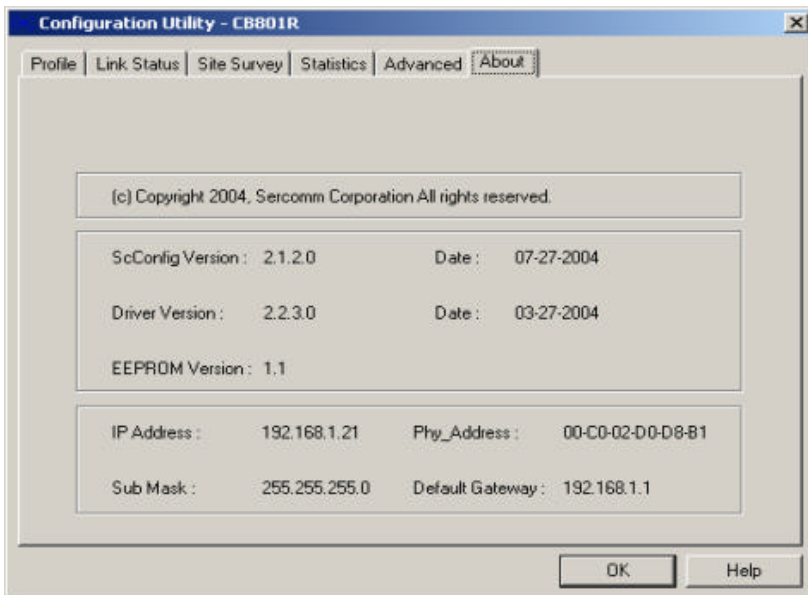 Configuration Utility - CB801R
Profile Link Status Site Survey Statistics Advanced About
(c) Copyright 2004, Sercomm Corporation All rights reserved.
ScConfig Version : 2.1.2.0 Date : 07-27-2004
Driver Version : 2.2.3.0 Date : 03-27-2004
EEPROM Version : 1.1
IP Address : 192.168.1.21 Phy_Address : 00-C0-02-D0-D8-B1
Sub Mask : 255.255.255.0 Default Gateway : 192.168.1.1
OK Help